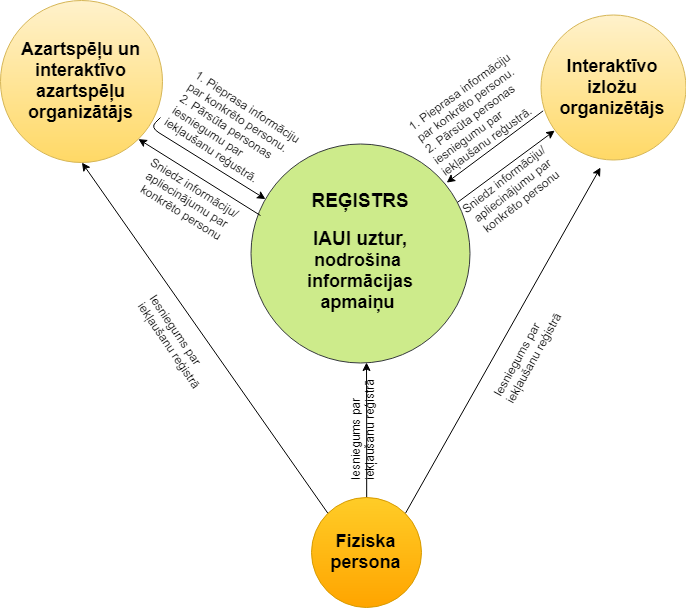 Azartspēļu un
interaktīvo
azartspēļu
organizātājs
Interaktīvo
izložu
organizētājs
1. Pieprasa informāciju
par konkrēto personu.
2. Pārsūta personas
iesniegumu par
iekļaušanu reģustrā.
Sniedz informāciju/
apliecinājumu par
konkrēto personu
1. Pieprasa informāciju
par konkrēto personu.
2. Pārsūta personas
iesniegumu par
iekļaušanu reģustrā.
Sniedz informāciju/
apliecinājumu par
konkrēto personu
REĢISTRS
IAUI uztur,
nodrošina
informācijas
apmaiņu
Iesniegums par
iekļaušanu reģistrā
Iesniegums par
iekļaušanu reģistrā
Iesniegums par
iekļaušanu reģistrā
Fiziska
persona